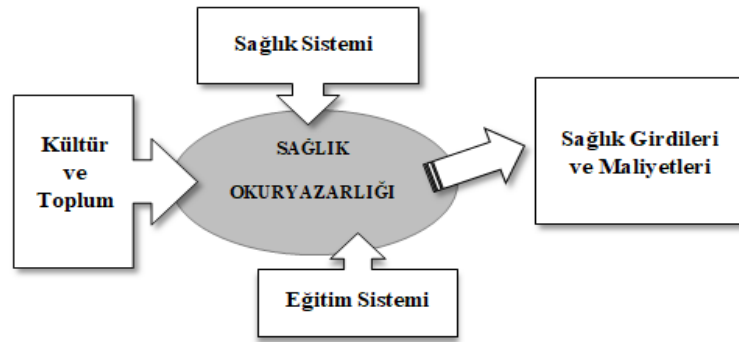 Sağlık Sistemi
Kültür
ve
Toplum
SAĞLIK
OKURYAZARLIĞI
Sağlık Girdileri
ve Maliyetleri
Eğitim Sistemi